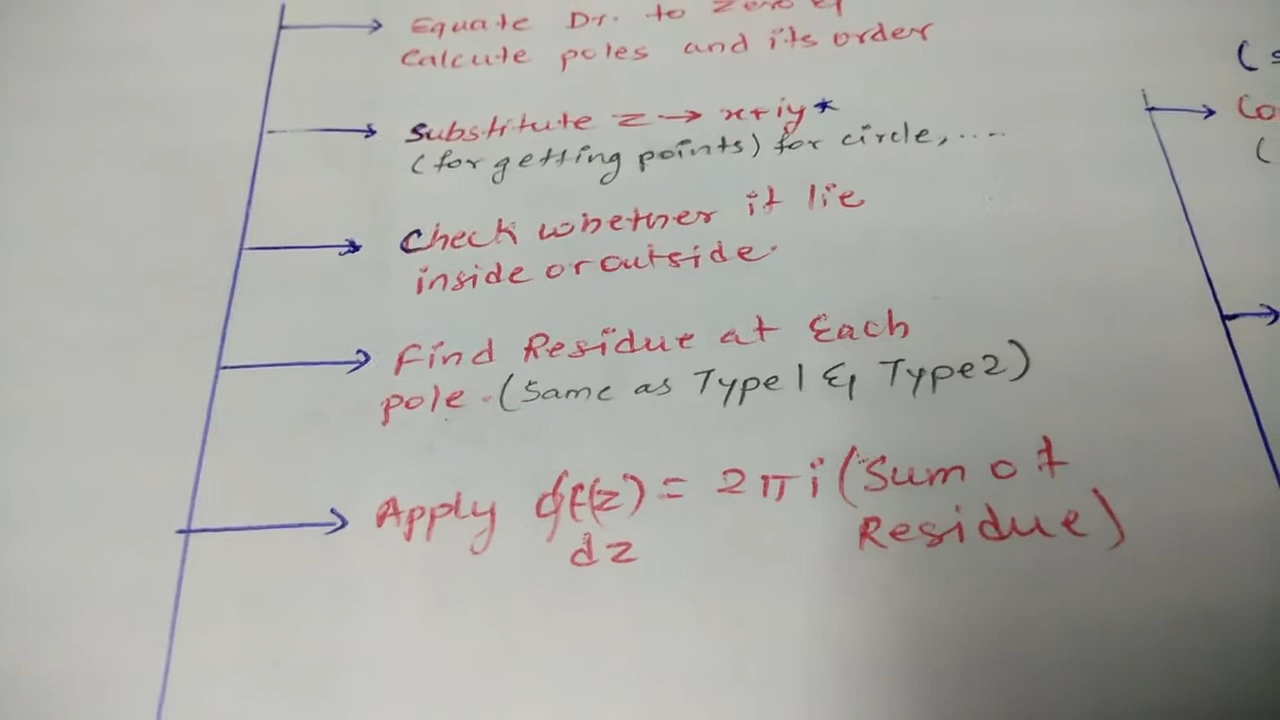 Equate Dr. to zero &
Calcute poles and its order
Substitute z → x+iy*
(for getting points) for circle, ....
Check whether it lie
inside or outside.
Find Residue at Each
pole. (Same as Type 1 & Type 2)
Apply ∮f(z) = 2πi (Sum of
dz Residue)
(s
Co
(